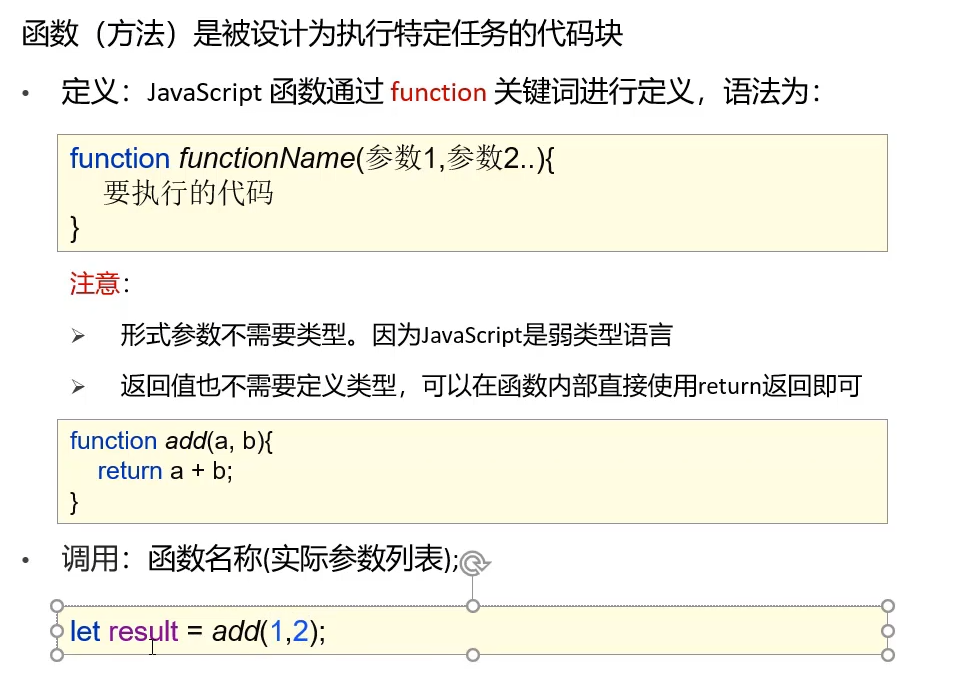 函数（方法）是被设计为执行特定任务的代码块
• 定义：JavaScript 函数通过 function 关键词进行定义，语法为：
function functionName(参数1,参数2..){
要执行的代码
}
注意：
➢ 形式参数不需要类型。因为JavaScript是弱类型语言
➢ 返回值也不需要定义类型，可以在函数内部直接使用return返回即可
function add(a, b){
return a + b;
}
• 调用：函数名称(实际参数列表);
let result = add(1,2);